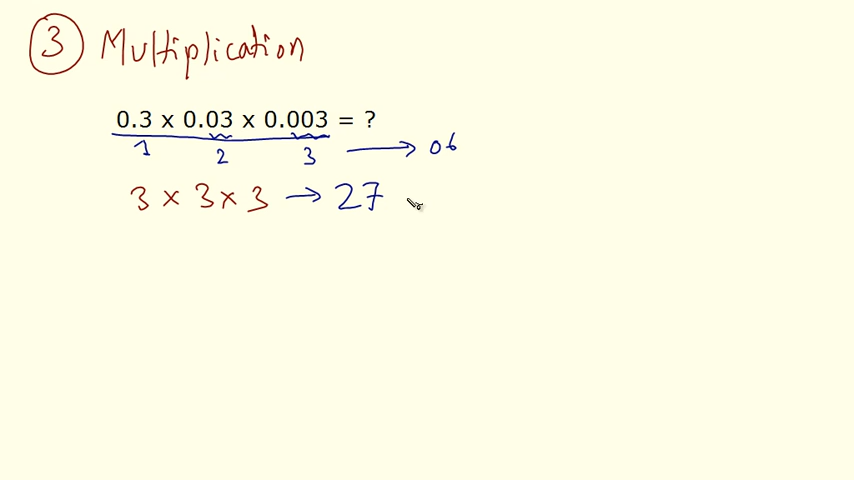 3 Multiplication
0.3 x 0.03 x 0.003 = ?
1 2 3 → 06
3 × 3 × 3 → 27